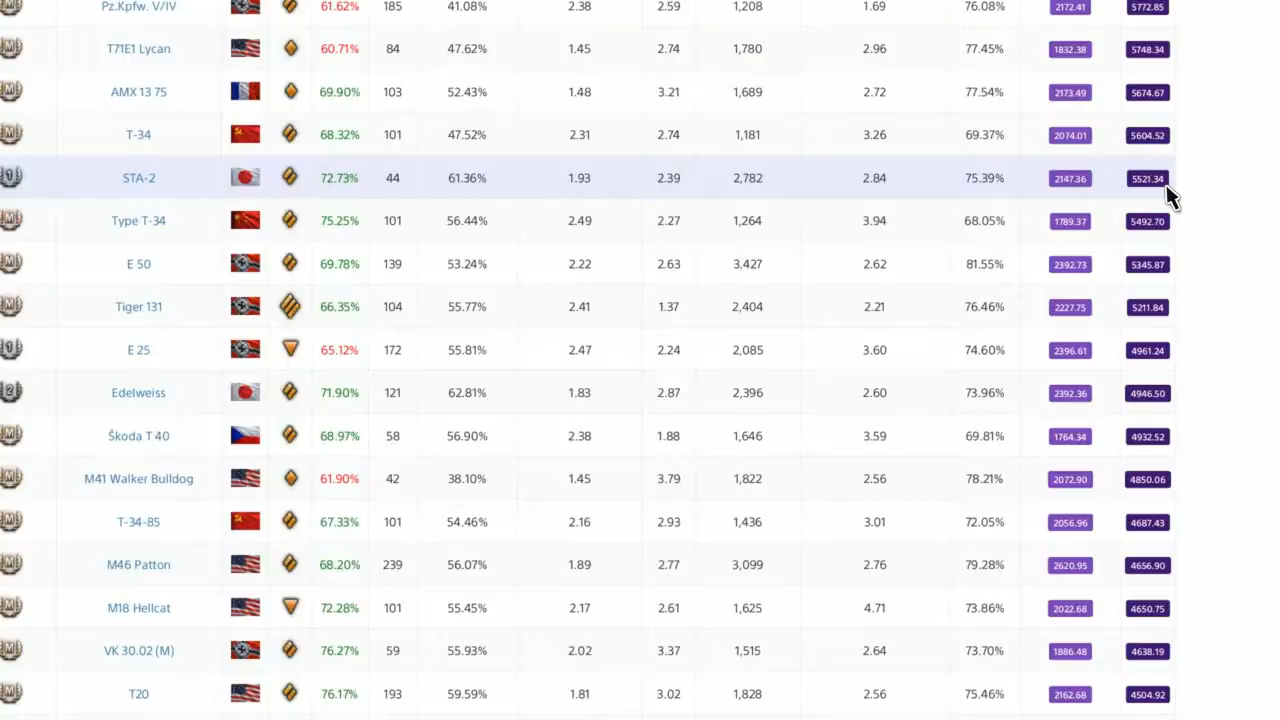 Pz.Kpfw. V/IV 61.62% 185 41.08% 2.38 2.59 1,208 1.69 76.08% 2172.41 5772.85
M T71E1 Lycan 60.71% 84 47.62% 1.45 2.74 1,780 2.96 77.45% 1832.38 5748.34
M AMX 13 75 69.90% 103 52.43% 1.48 3.21 1,689 2.72 77.54% 2173.49 5674.67
M T-34 68.32% 101 47.52% 2.31 2.74 1,181 3.26 69.37% 2074.01 5604.52
1 STA-2 72.73% 44 61.36% 1.93 2.39 2,782 2.84 75.39% 2147.36 5521.34
M Type T-34 75.25% 101 56.44% 2.49 2.27 1,264 3.94 68.05% 1789.37 5492.70
M E 50 69.78% 139 53.24% 2.22 2.63 3,427 2.62 81.55% 2392.73 5345.87
M Tiger 131 66.35% 104 55.77% 2.41 1.37 2,404 2.21 76.46% 2227.75 5211.84
1 E 25 65.12% 172 55.81% 2.47 2.24 2,085 3.60 74.60% 2396.61 4961.24
2 Edelweiss 71.90% 121 62.81% 1.83 2.87 2,396 2.60 73.96% 2392.36 4946.50
M Škoda T 40 68.97% 58 56.90% 2.38 1.88 1,646 3.59 69.81% 1764.34 4932.52
M M41 Walker Bulldog 61.90% 42 38.10% 1.45 3.79 1,822 2.56 78.21% 2072.90 4850.06
M T-34-85 67.33% 101 54.46% 2.16 2.93 1,436 3.01 72.05% 2056.96 4687.43
M M46 Patton 68.20% 239 56.07% 1.89 2.77 3,099 2.76 79.28% 2620.95 4656.90
M M18 Hellcat 72.28% 101 55.45% 2.17 2.61 1,625 4.71 73.86% 2022.68 4650.75
M VK 30.02 (M) 76.27% 59 55.93% 2.02 3.37 1,515 2.64 73.70% 1886.48 4638.19
M T20 76.17% 193 59.59% 1.81 3.02 1,828 2.56 75.46% 2162.68 4504.92